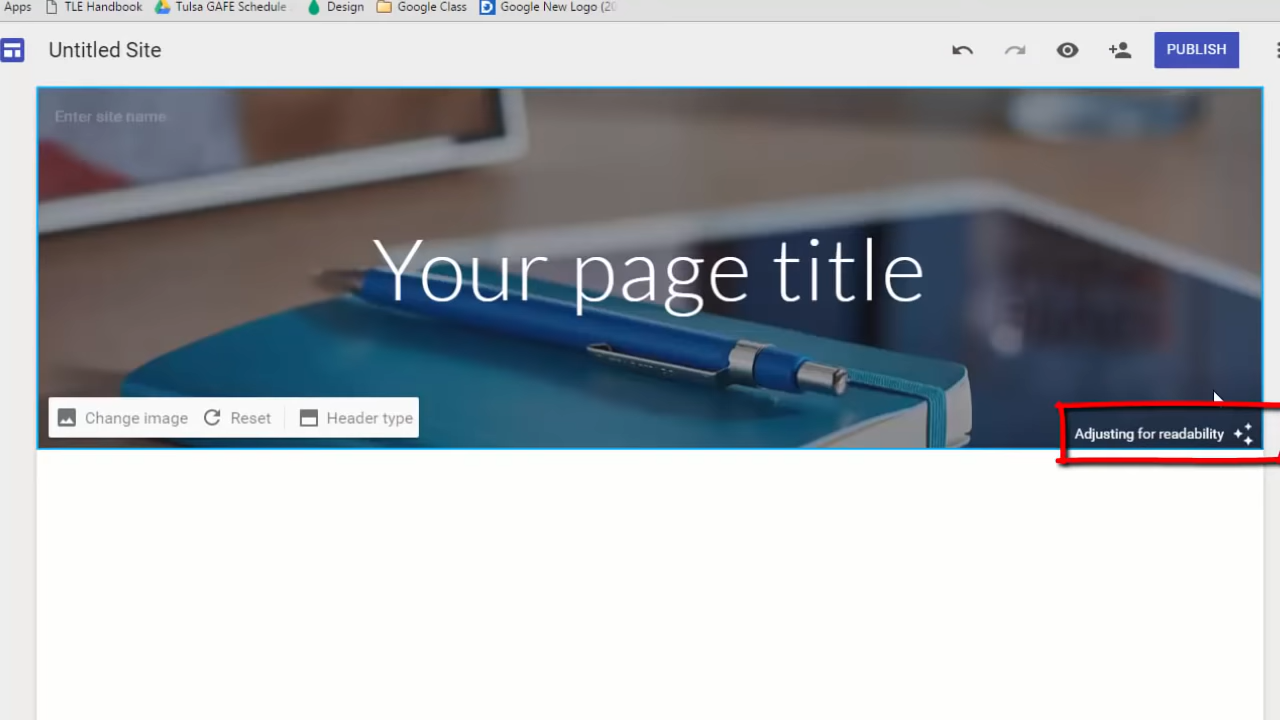 Apps TLE Handbook Tulsa GAFE Schedule Design Google Class Google New Logo (20
Untitled Site
PUBLISH
Enter site name
Your page title
Change image Reset Header type
Adjusting for readability